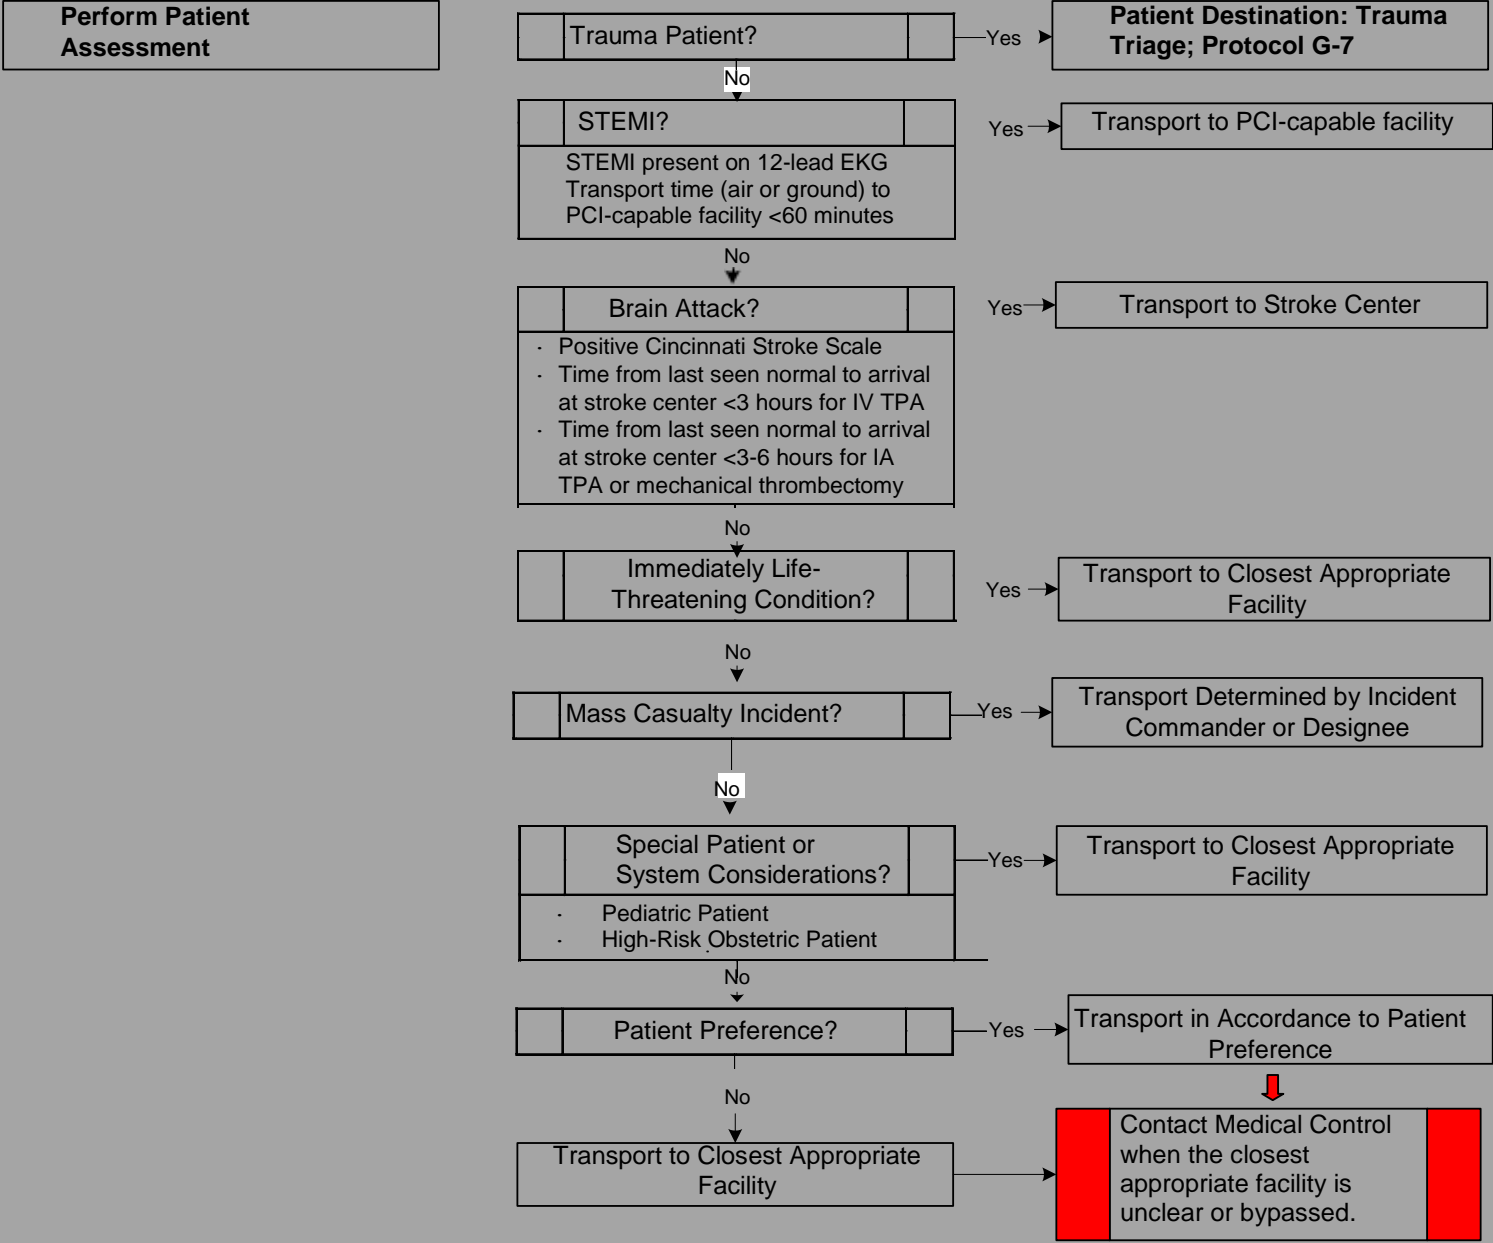 Perform Patient
Assessment
Trauma Patient?
Yes
Patient Destination: Trauma
Triage; Protocol G-7
No
STEMI?
Yes
Transport to PCI-capable facility
STEMI present on 12-lead EKG
Transport time (air or ground) to
PCI-capable facility <60 minutes
No
Brain Attack?
Yes
Transport to Stroke Center
· Positive Cincinnati Stroke Scale
· Time from last seen normal to arrival
at stroke center <3 hours for IV TPA
· Time from last seen normal to arrival
at stroke center <3-6 hours for IA
TPA or mechanical thrombectomy
No
Immediately Life-
Threatening Condition?
Yes
Transport to Closest Appropriate
Facility
No
Mass Casualty Incident?
Yes
Transport Determined by Incident
Commander or Designee
No
Special Patient or
System Considerations?
Yes
Transport to Closest Appropriate
Facility
· Pediatric Patient
· High-Risk Obstetric Patient
No
Patient Preference?
Yes
Transport in Accordance to Patient
Preference
No
Transport to Closest Appropriate
Facility
Contact Medical Control
when the closest
appropriate facility is
unclear or bypassed.